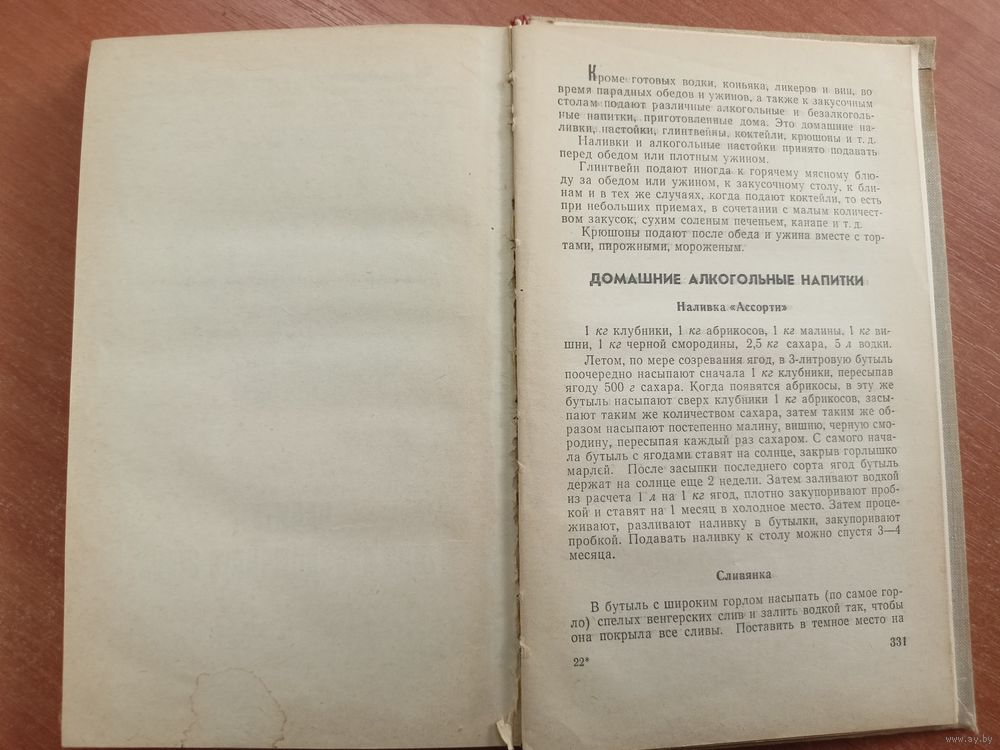 Кроме готовых водки, коньяка, ликеров и вин, во
время парадных обедов и ужинов, а также к закусочным
столам подают различные алкогольные и безалкоголь-
ные напитки, приготовленные дома. Это домашние на-
ливки, настойки, глинтвейны, коктейли, крюшоны и т. д.
Наливки и алкогольные настойки принято подавать
перед обедом или плотным ужином.
Глинтвейн подают иногда к горячему мясному блю-
ду за обедом или ужином, к закусочному столу, к бли-
нам и в тех же случаях, когда подают коктейли, то есть
при небольших приемах, в сочетании с малым количест-
вом закусок, сухим соленым печеньем, канапе и т. д.
Крюшоны подают после обеда и ужина вместе с тор-
тами, пирожными, мороженым.
ДОМАШНИЕ АЛКОГОЛЬНЫЕ НАПИТКИ
Наливка «Ассорти»
1 кг клубники, 1 кг абрикосов, 1 кг малины, 1 кг ви-
шни, 1 кг черной смородины, 2,5 кг сахара, 5 л водки.
Летом, по мере созревания ягод, в 3-литровую бутыль
поочередно насыпают сначала 1 кг клубники, пересыпав
ягоду 500 г сахара. Когда появятся абрикосы, в эту же
бутыль насыпают сверх клубники 1 кг абрикосов, засы-
пают таким же количеством сахара, затем таким же об-
разом насыпают постепенно малину, вишню, черную смо-
родину, пересыпая каждый раз сахаром. С самого нача-
ла бутыль с ягодами ставят на солнце, закрыв горлышко
марлей. После засыпки последнего сорта ягод бутыль
держат на солнце еще 2 недели. Затем заливают водкой
из расчета 1 л на 1 кг ягод, плотно закупоривают проб-
кой и ставят на 1 месяц в холодное место. Затем проце-
живают, разливают наливку в бутылки, закупоривают
пробкой. Подавать наливку к столу можно спустя 3—4
месяца.
Сливянка
В бутыль с широким горлом насыпать (по самое гор-
ло) спелых венгерских слив и залить водкой так, чтобы
она покрыла все сливы. Поставить в темное место на
331
22*
www.ay.by